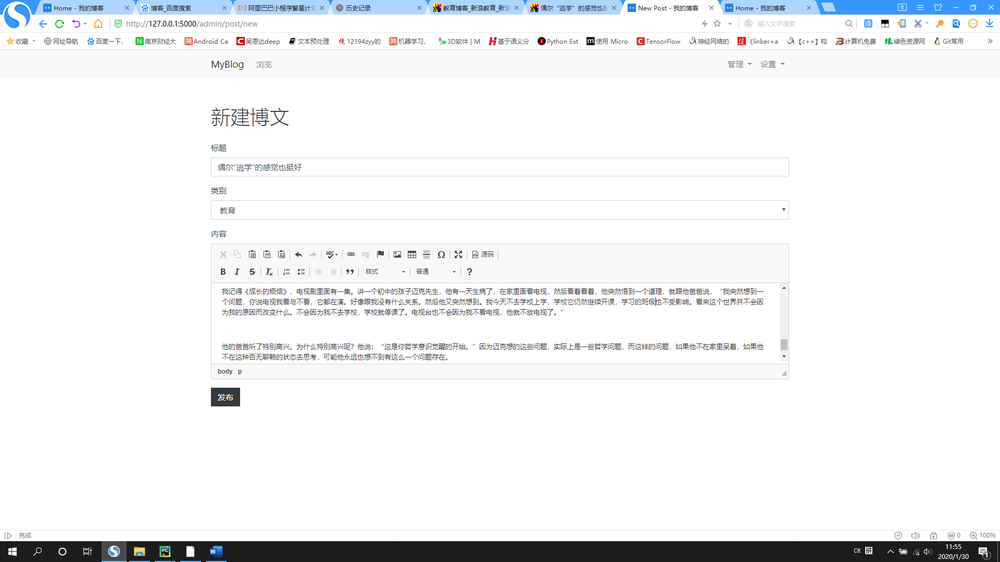 Home - 我的博客
博客_百度搜索
阿里巴巴小程序繁星计划
历史记录
教育博客_新浪教育_新浪
偶尔“逃学”的感觉也挺
New Post - 我的博客
Home - 我的博客
8
http://127.0.0.1:5000/admin/post/new
输入文字搜索
译
收藏
网址导航
百度一下,
南京财经大
Android Ca
吴恩达deep
文本预处理
12194zyy的
机器学习,
3D软件 | M
基于语义分
Python Ext
使用 Micro
TensorFlow
神经网络的
《linker+a
【c++】构
计算机免费
绿色资源网
Git常用
MyBlog
浏览
管理
设置
新建博文
标题
偶尔“逃学”的感觉也挺好
类别
教育
内容
源码
样式
普通
我记得《成长的烦恼》，电视剧里面有一集。讲一个初中的孩子迈克先生，他有一天生病了，在家里面看电视，然后看着看着，他突然悟到一个道理，就跟他爸爸说，“我突然想到一
个问题，你说电视我看与不看，它都在演。好像跟我没有什么关系。然后他又突然想到。我今天不去学校上学，学校它仍然继续开课，学习的班级也不受影响。看来这个世界并不会因
为我的原因而改变什么。不会因为我不去学校，学校就停课了。电视台也不会因为我不看电视，他就不放电视了。”
他的爸爸听了特别高兴。为什么特别高兴呢？他说：“这是你哲学意识觉醒的开始。”因为迈克想的这些问题，实际上是一些哲学问题，而这样的问题，如果他不在家里呆着，如果他
不在这种百无聊赖的状态去思考，可能他永远也想不到有这么一个问题存在。
body p
发布
完成
0
100%
CH 拼
11:55
2020/1/30
1